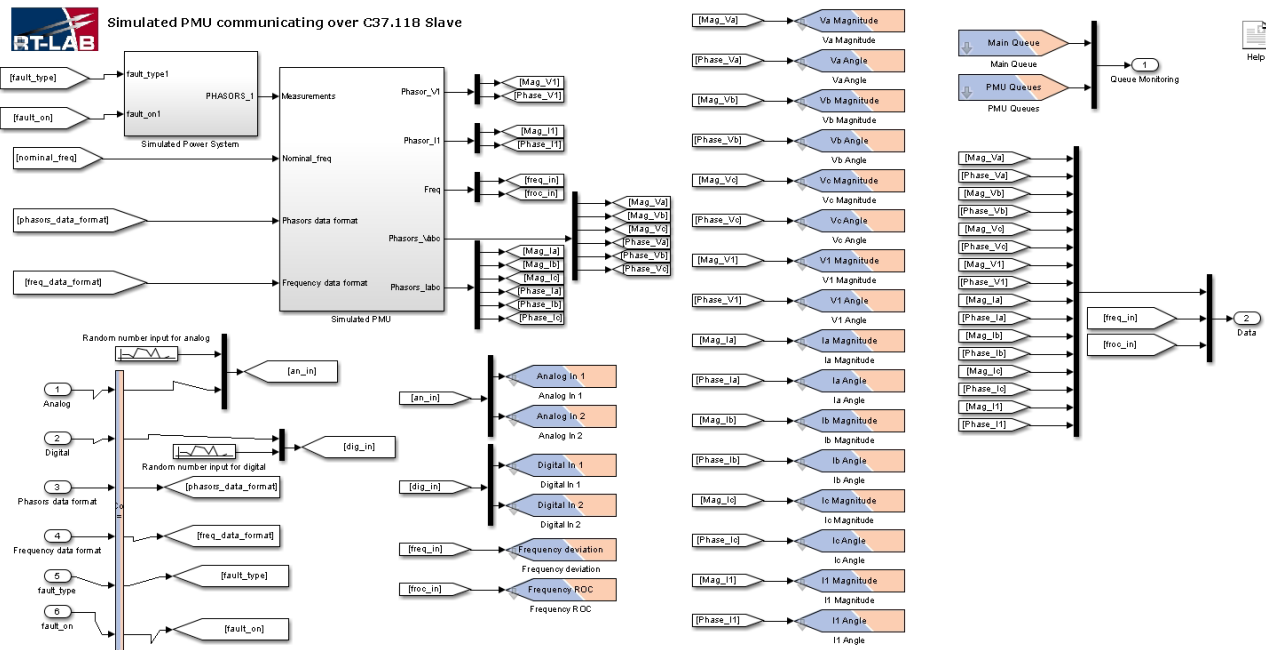 RT-LAB
Simulated PMU communicating over C37.118 Slave
[fault_type]
[fault_on]
fault_type1
fault_on1
PHASORS_1
Simulated Power System
[nominal_freq]
[phasors_data_format]
[freq_data_format]
Measurements
Nominal_freq
Phasors data format
Frequency data format
Phasor_V1
Phasor_I1
Freq
Phasors_Vabc
Phasors_Iabc
Simulated PMU
[Mag_V1]
[Phase_V1]
[Mag_I1]
[Phase_I1]
[freq_in]
[froc_in]
[Mag_Ia]
[Mag_Ib]
[Mag_Ic]
[Phase_Ia]
[Phase_Ib]
[Phase_Ic]
[Mag_Va]
[Mag_Vb]
[Mag_Vc]
[Phase_Va]
[Phase_Vb]
[Phase_Vc]
Random number input for analog
[an_in]
1
Analog
2
Digital
[dig_in]
Random number input for digital
3
Phasors data format
[phasors_data_format]
4
Frequency data format
[freq_data_format]
5
fault_type
[fault_type]
6
fault_on
[fault_on]
[an_in]
Analog In 1
Analog In 1
Analog In 2
Analog In 2
[dig_in]
Digital In 1
Digital In 1
Digital In 2
Digital In 2
[freq_in]
Frequency deviation
Frequency deviation
[froc_in]
Frequency ROC
Frequency ROC
[Mag_Va]
Va Magnitude
Va Magnitude
[Phase_Va]
Va Angle
Va Angle
[Mag_Vb]
Vb Magnitude
Vb Magnitude
[Phase_Vb]
Vb Angle
Vb Angle
[Mag_Vc]
Vc Magnitude
Vc Magnitude
[Phase_Vc]
Vc Angle
Vc Angle
[Mag_V1]
V1 Magnitude
V1 Magnitude
[Phase_V1]
V1 Angle
V1 Angle
[Mag_Ia]
Ia Magnitude
Ia Magnitude
[Phase_Ia]
Ia Angle
Ia Angle
[Mag_Ib]
Ib Magnitude
Ib Magnitude
[Phase_Ib]
Ib Angle
Ib Angle
[Mag_Ic]
Ic Magnitude
Ic Magnitude
[Phase_Ic]
Ic Angle
Ic Angle
[Mag_I1]
I1 Magnitude
I1 Magnitude
[Phase_I1]
I1 Angle
I1 Angle
Main Queue
Main Queue
PMU Queues
PMU Queues
1
Queue Monitoring
Help
[Mag_Va]
[Phase_Va]
[Mag_Vb]
[Phase_Vb]
[Mag_Vc]
[Phase_Vc]
[Mag_V1]
[Phase_V1]
[Mag_Ia]
[Phase_Ia]
[Mag_Ib]
[Phase_Ib]
[Mag_Ic]
[Phase_Ic]
[Mag_I1]
[Phase_I1]
[freq_in]
[froc_in]
2
Data